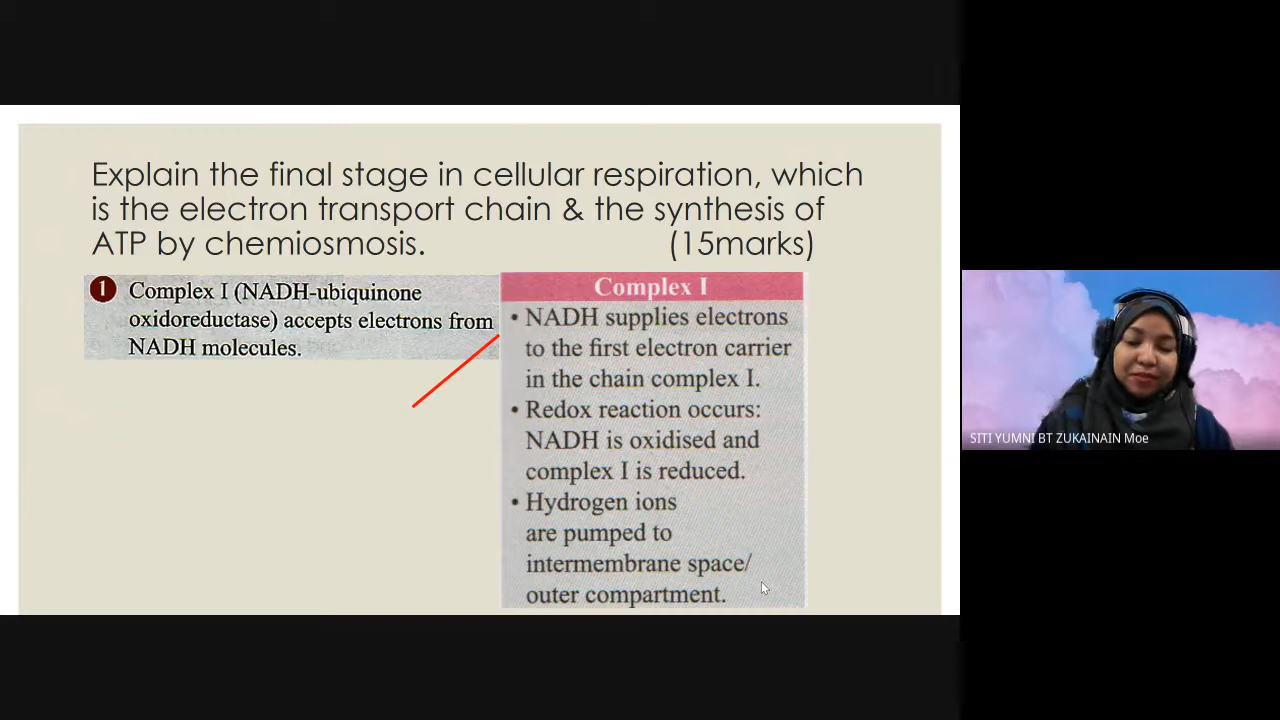 Explain the final stage in cellular respiration, which
is the electron transport chain & the synthesis of
ATP by chemiosmosis. (15marks)
1 Complex I (NADH-ubiquinone
oxidoreductase) accepts electrons from
NADH molecules.
Complex I
• NADH supplies electrons
to the first electron carrier
in the chain complex I.
• Redox reaction occurs:
NADH is oxidised and
complex I is reduced.
• Hydrogen ions
are pumped to
intermembrane space/
outer compartment.
SITI YUMNI BT ZUKAINAIN Moe